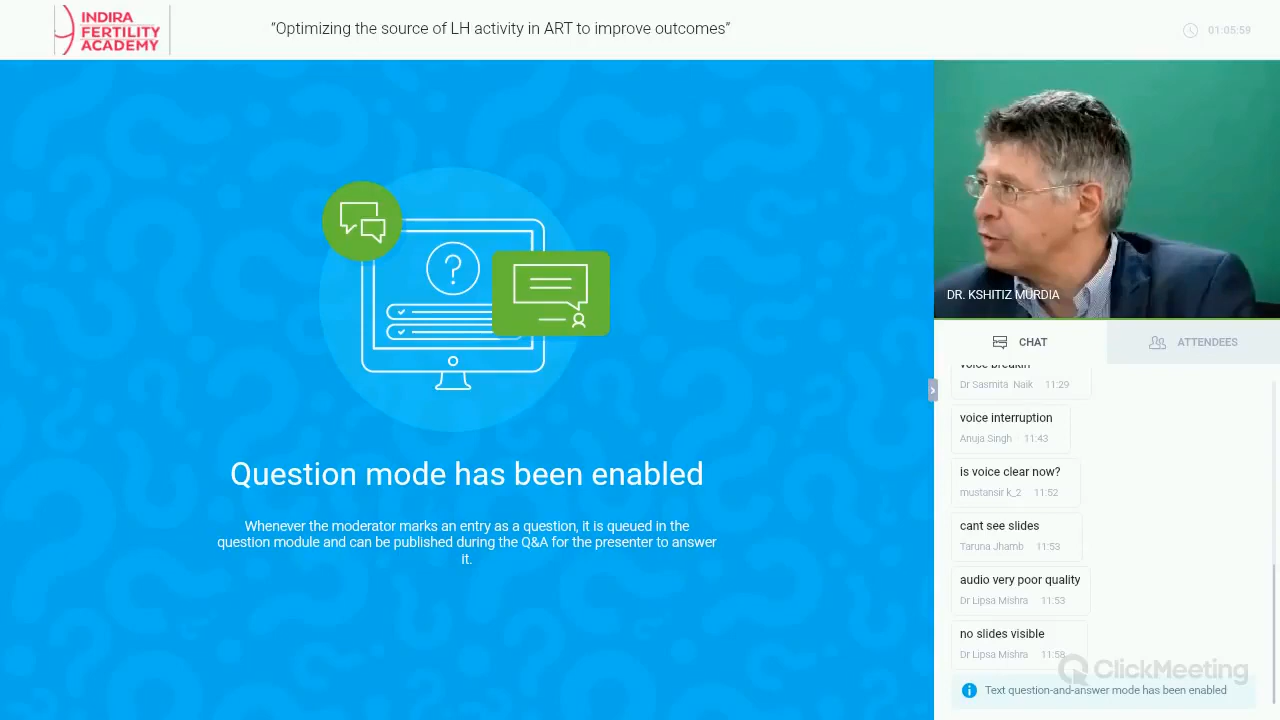 INDIRA
FERTILITY
ACADEMY
“Optimizing the source of LH activity in ART to improve outcomes”
01:05:59
?
Question mode has been enabled
Whenever the moderator marks an entry as a question, it is queued in the
question module and can be published during the Q&A for the presenter to answer
it.
DR. KSHITIZ MURDIA
CHAT
ATTENDEES
voice breakin
Dr Sasmita Naik 11:29
voice interruption
Anuja Singh 11:43
is voice clear now?
mustansir k_2 11:52
cant see slides
Taruna Jhamb 11:53
audio very poor quality
Dr Lipsa Mishra 11:53
no slides visible
Dr Lipsa Mishra 11:58
ClickMeeting
Text question-and-answer mode has been enabled